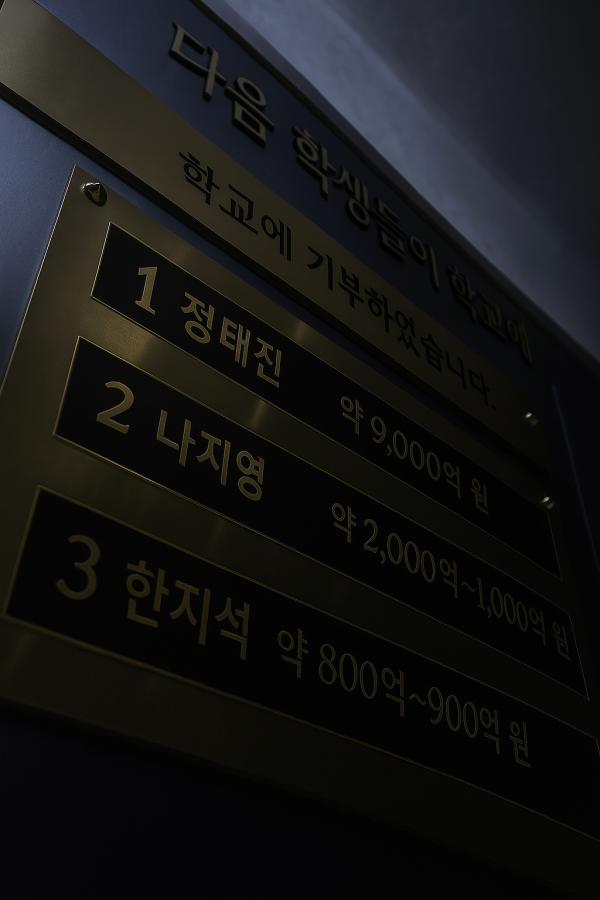 다음 학생들이 학교에
학교에 기부하였습니다.
1 정태진 약 9,000억 원
2 나지영 약 2,000억~1,000억 원
3 한지석 약 800억~900억 원